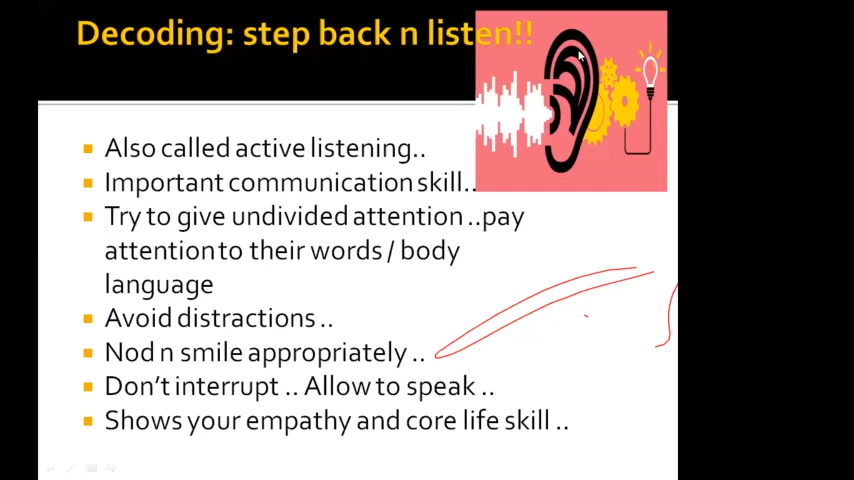 Decoding: step back n listen!!
Also called active listening..
Important communication skill..
Try to give undivided attention ..pay
attention to their words / body
language
Avoid distractions ..
Nod n smile appropriately ..
Don't interrupt .. Allow to speak ..
Shows your empathy and core life skill ..